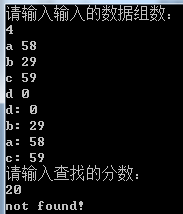 请输入输入的数据组数:
4
a 58
b 29
c 59
d 0
d: 0
b: 29
a: 58
c: 59
请输入查找的分数:
20
not found!